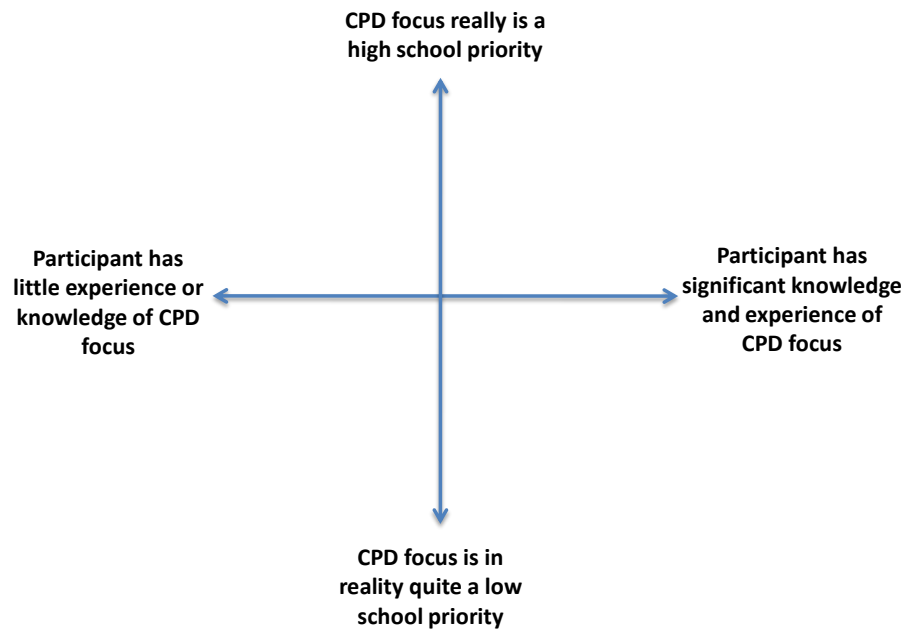 CPD focus really is a
high school priority
Participant has
little experience or
knowledge of CPD
focus
Participant has
significant knowledge
and experience of
CPD focus
CPD focus is in
reality quite a low
school priority